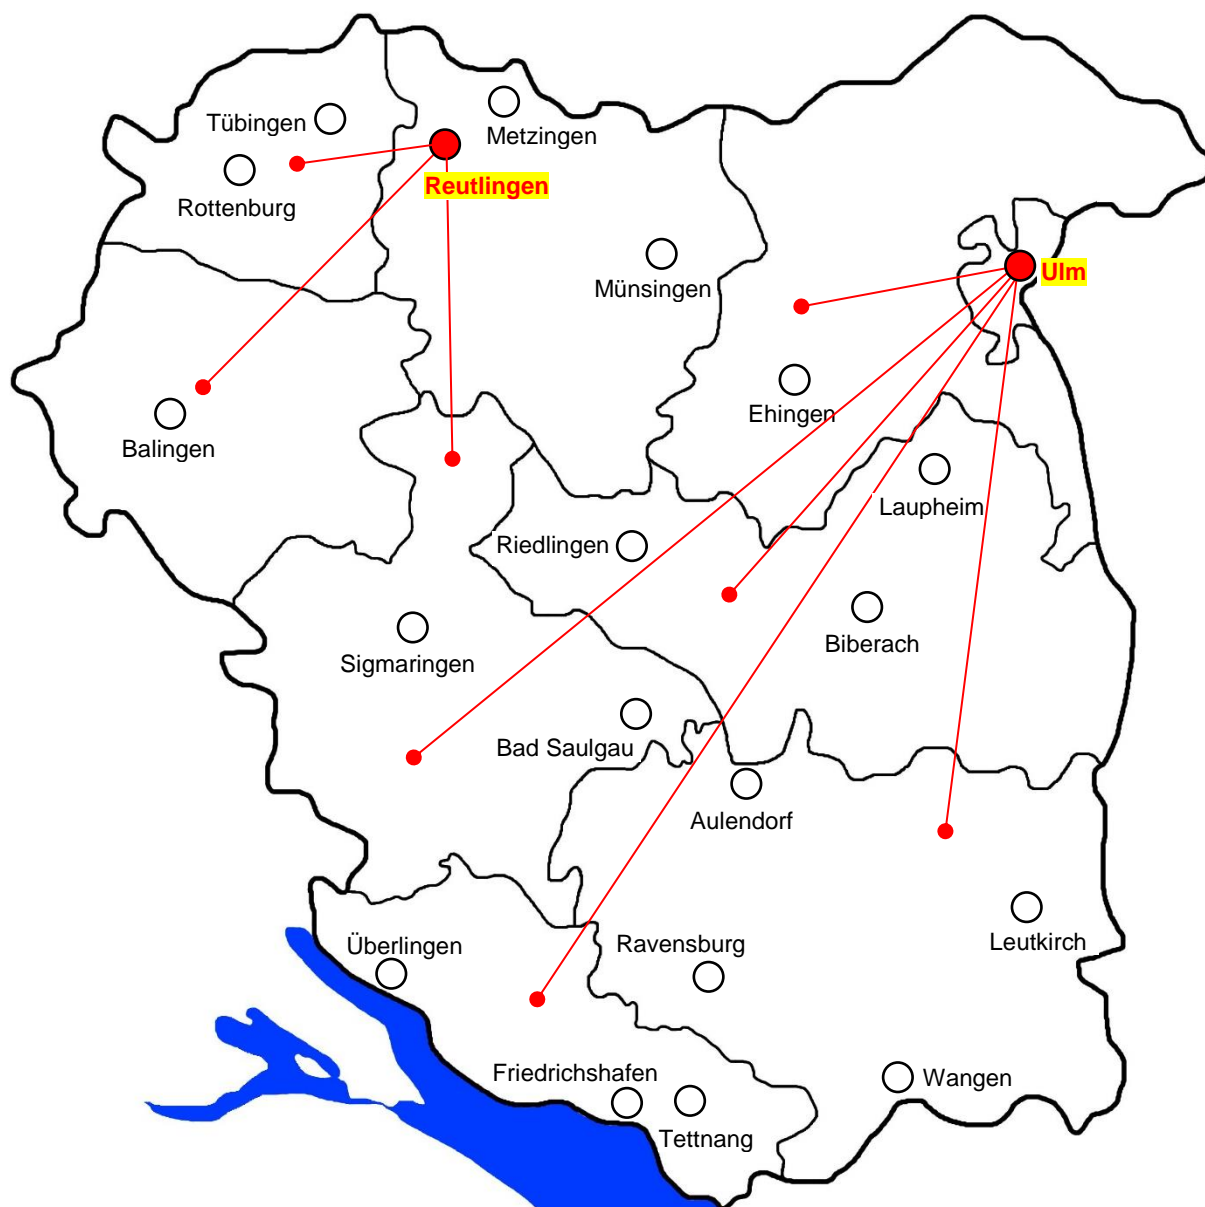 Tübingen
Metzingen
Reutlingen
Rottenburg
Münsingen
Ulm
Ehingen
Balingen
Laupheim
Riedlingen
Biberach
Sigmaringen
Bad Saulgau
Aulendorf
Überlingen
Ravensburg
Leutkirch
Friedrichshafen
Wangen
Tettnang